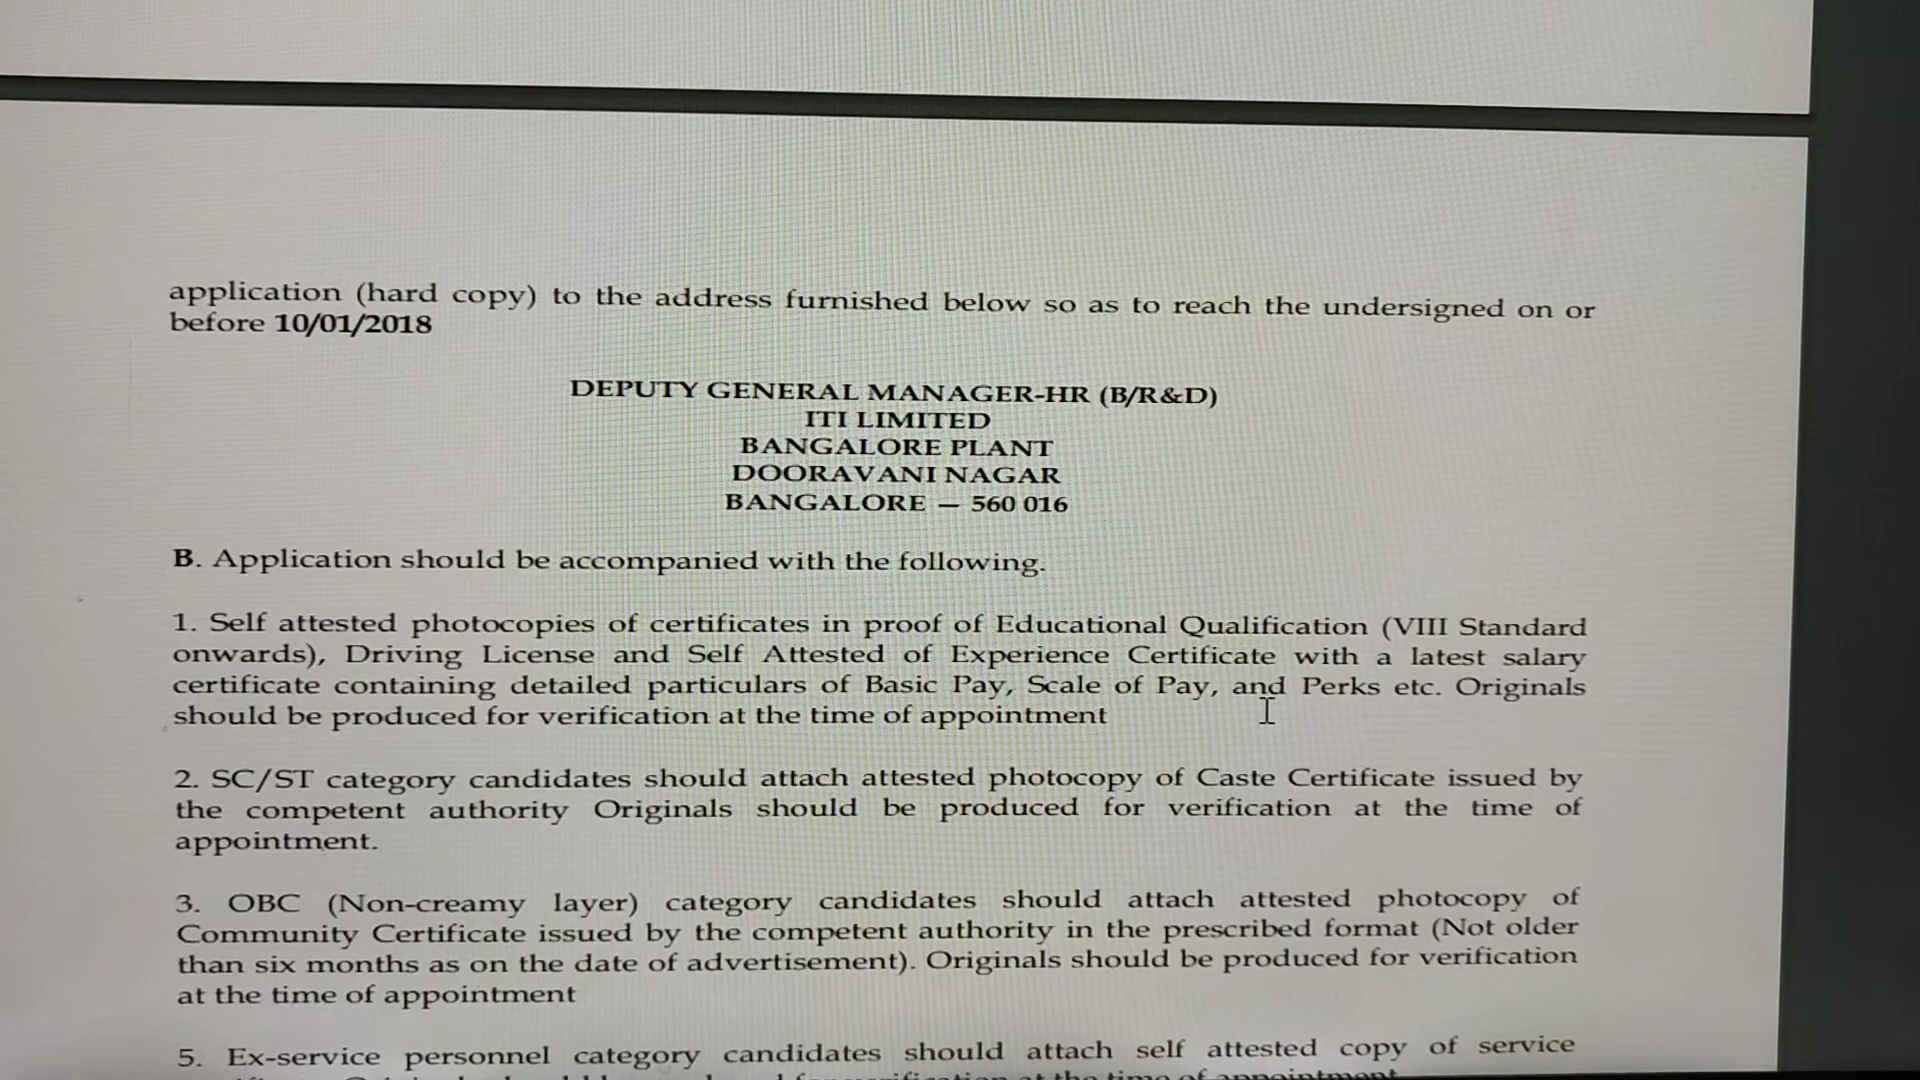 application (hard copy) to the address furnished below so as to reach the undersigned on or
before 10/01/2018
DEPUTY GENERAL MANAGER-HR (B/R&D)
ITI LIMITED
BANGALORE PLANT
DOORAVANI NAGAR
BANGALORE – 560 016
B. Application should be accompanied with the following.
1. Self attested photocopies of certificates in proof of Educational Qualification (VIII Standard
onwards), Driving License and Self Attested of Experience Certificate with a latest salary
certificate containing detailed particulars of Basic Pay, Scale of Pay, and Perks etc. Originals
should be produced for verification at the time of appointment
2. SC/ST category candidates should attach attested photocopy of Caste Certificate issued by
the competent authority Originals should be produced for verification at the time of
appointment.
3. OBC (Non-creamy layer) category candidates should attach attested photocopy of
Community Certificate issued by the competent authority in the prescribed format (Not older
than six months as on the date of advertisement). Originals should be produced for verification
at the time of appointment
5. Ex-service personnel category candidates should attach self attested copy of service
at the time of appointment